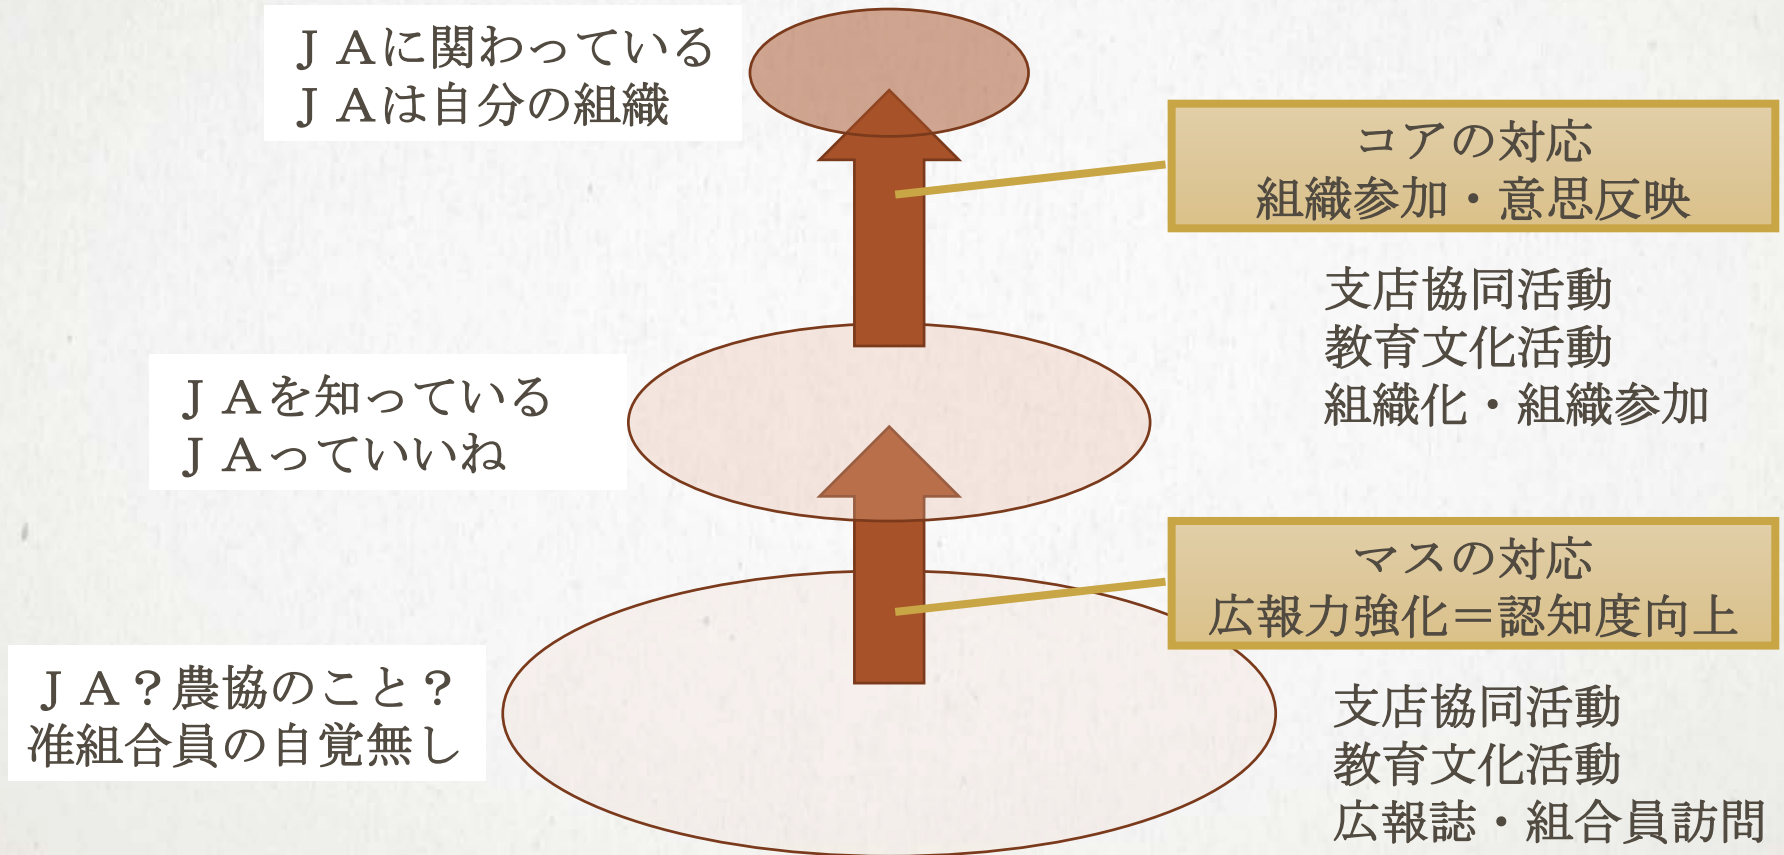 ＪＡに関わっている
ＪＡは自分の組織
コアの対応
組織参加・意思反映
支店協同活動
教育文化活動
組織化・組織参加
ＪＡを知っている
ＪＡっていいね
マスの対応
広報力強化＝認知度向上
ＪＡ？農協のこと？
准組合員の自覚無し
支店協同活動
教育文化活動
広報誌・組合員訪問